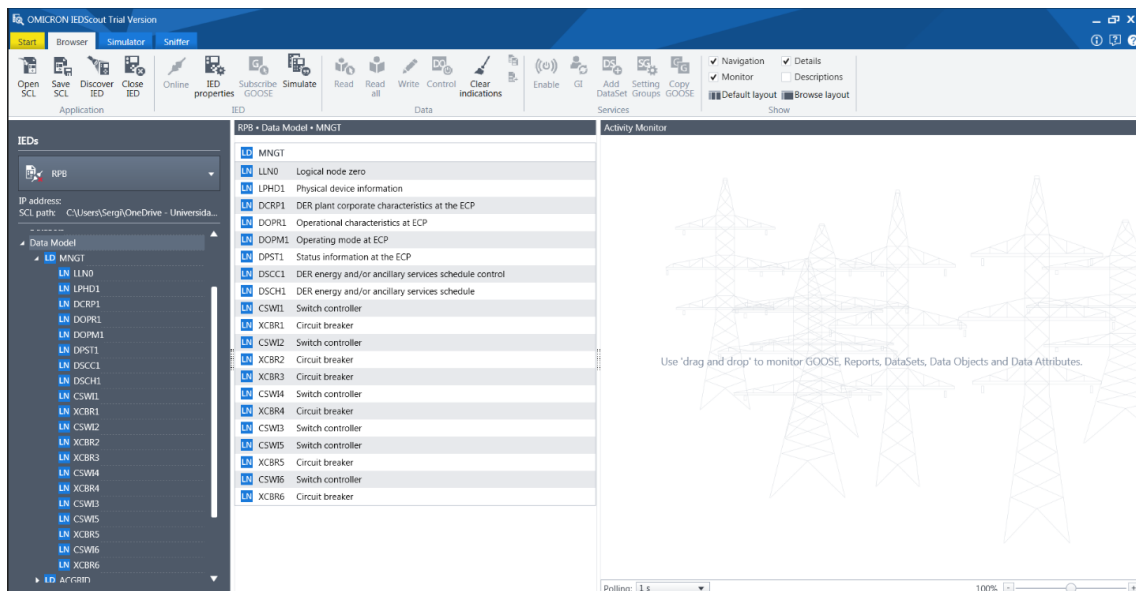 OMICRON IEDScout Trial Version
Start Browser Simulator Sniffer
Open SCL
Save SCL
Discover IED
Close IED
Application
Online
IED properties
Subscribe GOOSE
Simulate
IED
Read
Read all
Write
Control
Clear indications
Data
Enable
GI
Add DataSet
Setting Groups
Copy GOOSE
Services
Navigation
Details
Monitor
Descriptions
Default layout
Browse layout
Show
IEDs
RPB
IP address:
SCL path: C:\Users\Sergi\OneDrive - Universida...
Data Model
LD MNGT
LN LLN0
LN LPHD1
LN DCRP1
LN DOPR1
LN DOPM1
LN DPST1
LN DSCC1
LN DSCH1
LN CSWI1
LN XCBR1
LN CSWI2
LN XCBR2
LN XCBR3
LN CSWI4
LN XCBR4
LN CSWI3
LN CSWI5
LN XCBR5
LN CSWI6
LN XCBR6
LD ACGRID
RPB • Data Model • MNGT
LD MNGT
LN LLN0 Logical node zero
LN LPHD1 Physical device information
LN DCRP1 DER plant corporate characteristics at the ECP
LN DOPR1 Operational characteristics at ECP
LN DOPM1 Operating mode at ECP
LN DPST1 Status information at the ECP
LN DSCC1 DER energy and/or ancillary services schedule control
LN DSCH1 DER energy and/or ancillary services schedule
LN CSWI1 Switch controller
LN XCBR1 Circuit breaker
LN CSWI2 Switch controller
LN XCBR2 Circuit breaker
LN XCBR3 Circuit breaker
LN CSWI4 Switch controller
LN XCBR4 Circuit breaker
LN CSWI3 Switch controller
LN CSWI5 Switch controller
LN XCBR5 Circuit breaker
LN CSWI6 Switch controller
LN XCBR6 Circuit breaker
Activity Monitor
Use 'drag and drop' to monitor GOOSE, Reports, DataSets, Data Objects and Data Attributes.
Polling: 1 s
100%